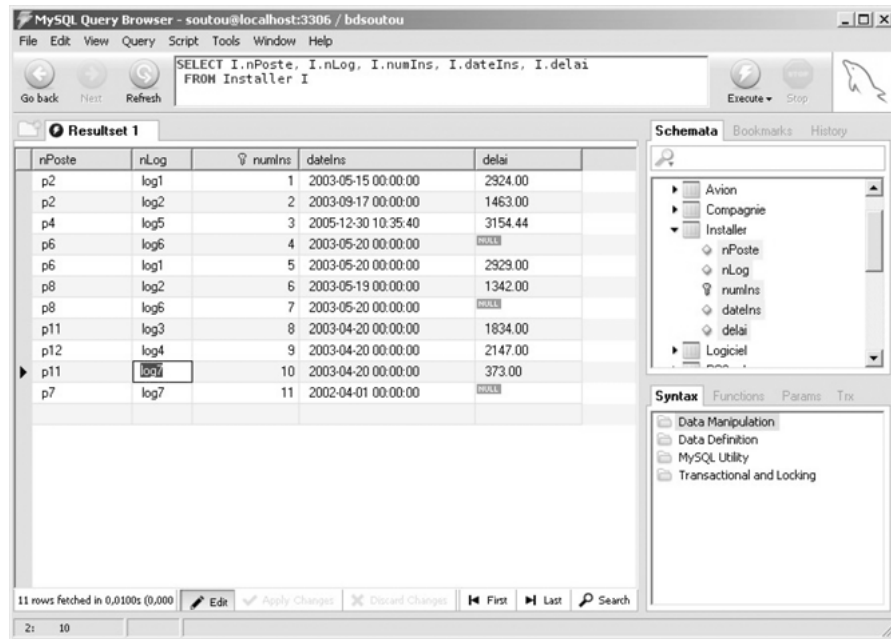 MySQL Query Browser - soutou@localhost:3306 / bdsoutou
File Edit View Query Script Tools Window Help
SELECT I.nPoste, I.nLog, I.numIns, I.dateIns, I.delai
FROM Installer I
Go back Next Refresh Execute Stop
Resultset 1
nPoste nLog numIns dateIns delai
p2 log1 1 2003-05-15 00:00:00 2924.00
p2 log2 2 2003-09-17 00:00:00 1463.00
p4 log5 3 2005-12-30 10:35:40 3154.44
p6 log6 4 2003-05-20 00:00:00 NULL
p6 log1 5 2003-05-20 00:00:00 2929.00
p8 log2 6 2003-05-19 00:00:00 1342.00
p8 log6 7 2003-05-20 00:00:00 NULL
p11 log3 8 2003-04-20 00:00:00 1834.00
p12 log4 9 2003-04-20 00:00:00 2147.00
p11 log7 10 2003-04-20 00:00:00 373.00
p7 log7 11 2002-04-01 00:00:00 NULL
Schemata Bookmarks History
Avion
Compagnie
Installer
nPoste
nLog
numIns
dateIns
delai
Logiciel
Syntax Functions Params Trx
Data Manipulation
Data Definition
MySQL Utility
Transactional and Locking
11 rows fetched in 0,0100s (0,000 Edit Apply Changes Discard Changes First Last Search
2: 10